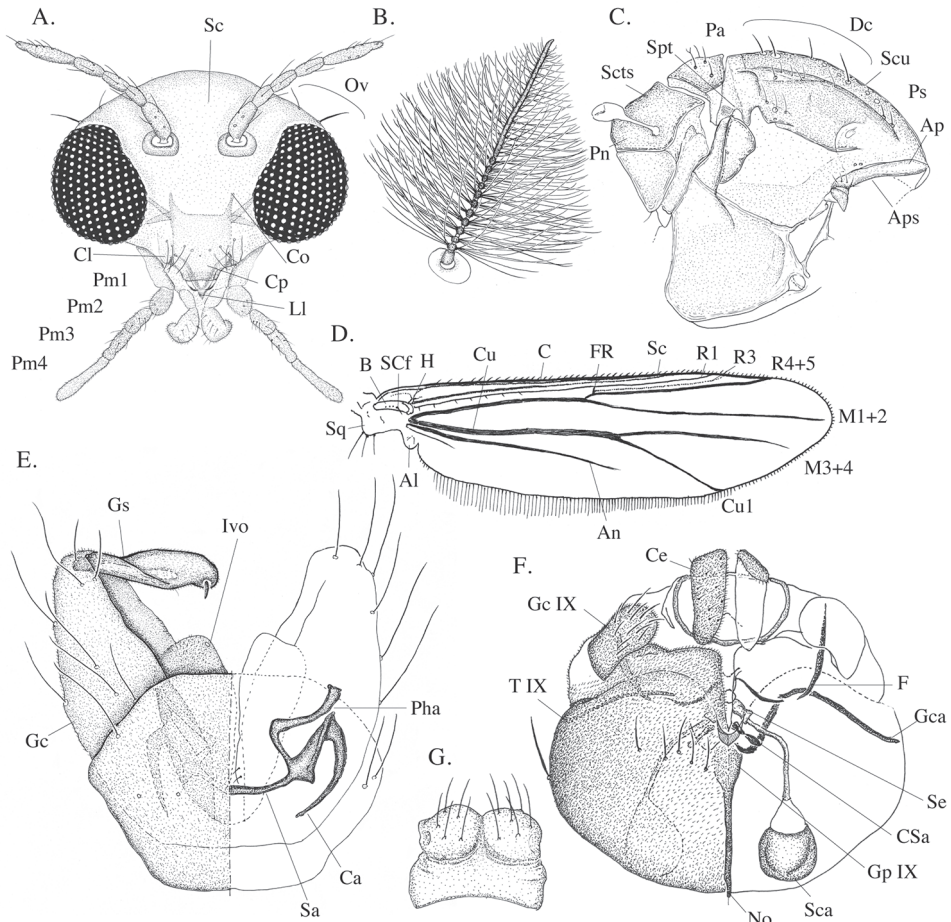 A.
Sc
Ov
Cl
Pm1
Pm2
Pm3
Pm4
Co
Cp
Ll
B.
C.
Dc
Pa
Spt
Scts
Scu
Ps
Ap
Pn
Aps
D.
B
SCf
H
Cu
C
FR
Sc
R1
R3
R4+5
M1+2
M3+4
Sq
Al
An
Cu1
E.
Gs
Ivo
Gc
Pha
Ca
Sa
F.
Ce
Gc IX
T IX
F
Gca
Se
CSa
Gp IX
Sca
No
G.